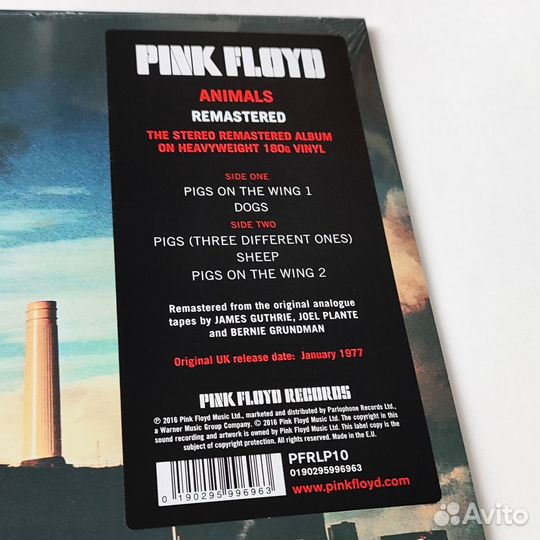 PINK FLOYD
ANIMALS
REMASTERED
THE STEREO REMASTERED ALBUM
ON HEAVYWEIGHT 180g VINYL
SIDE ONE
PIGS ON THE WING 1
DOGS
SIDE TWO
PIGS (THREE DIFFERENT ONES)
SHEEP
PIGS ON THE WING 2
Remastered from the original analogue
tapes by JAMES GUTHRIE, JOEL PLANTE
and BERNIE GRUNDMAN
Original UK release date: January 1977
PINK FLOYD RECORDS
℗ 2016 Pink Floyd Music Ltd., marketed and distributed by Parlophone Records Ltd.,
a Warner Music Group Company. © 2016 Pink Floyd Music Ltd. The copyright in this
sound recording and artwork is owned by Pink Floyd Music Ltd. This label copy is the
subject of copyright protection. All rights reserved. Made in the E.U.
PFRLP10
0190295996963
www.pinkfloyd.com
0 190295 996963
Avito